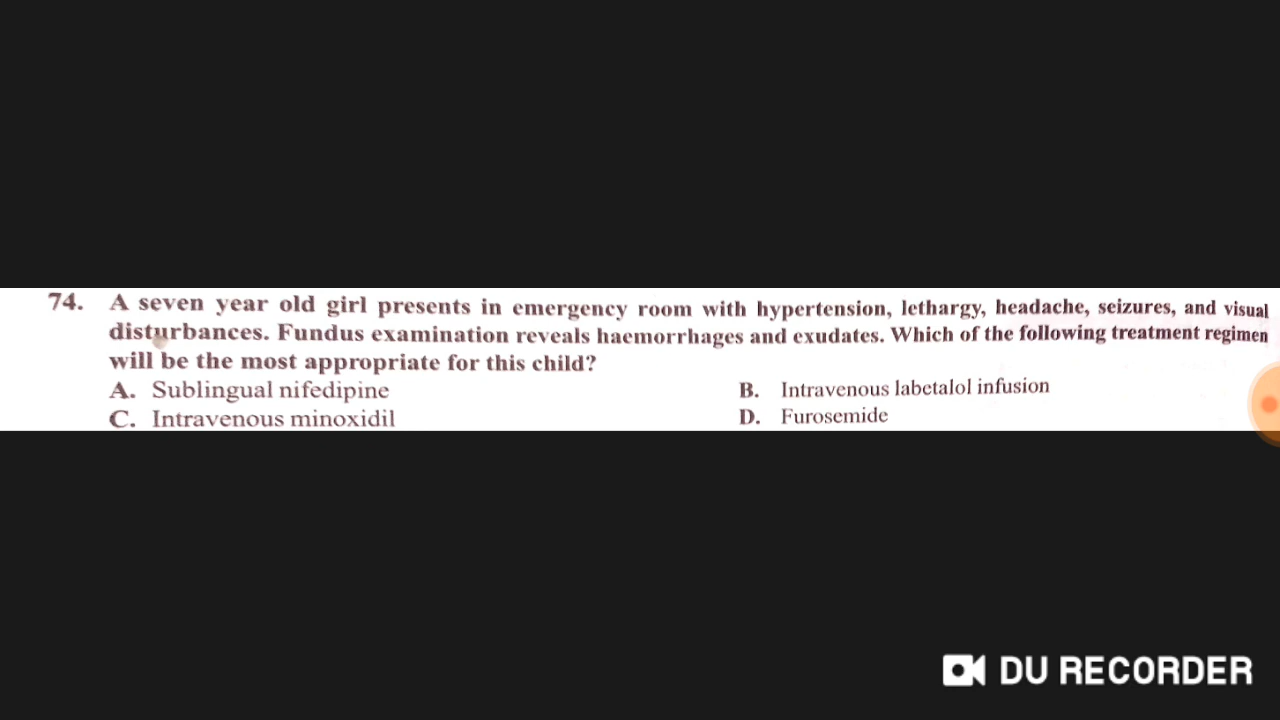 74. A seven year old girl presents in emergency room with hypertension, lethargy, headache, seizures, and visual
disturbances. Fundus examination reveals haemorrhages and exudates. Which of the following treatment regimen
will be the most appropriate for this child?
A. Sublingual nifedipine B. Intravenous labetalol infusion
C. Intravenous minoxidil D. Furosemide
DU RECORDER